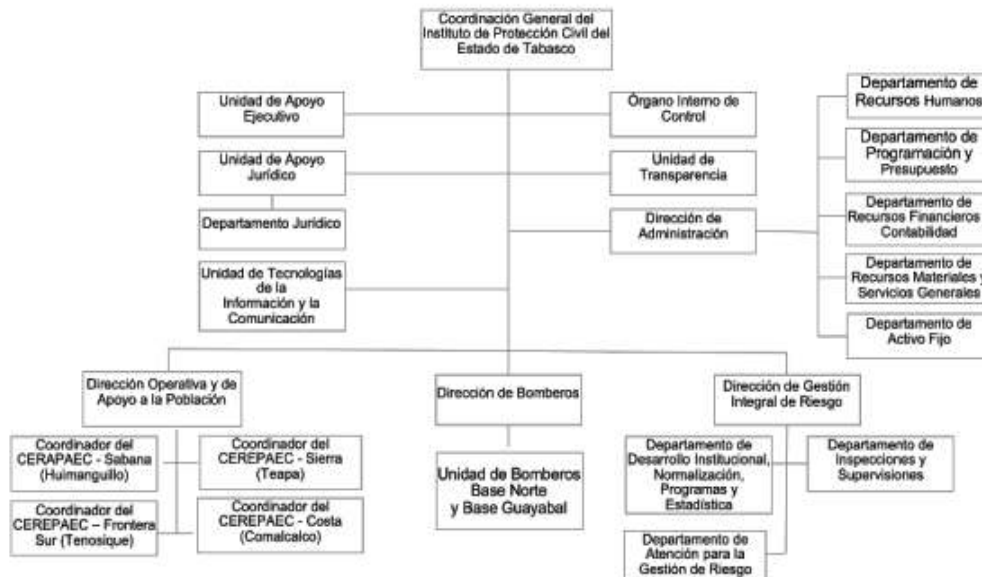 Coordinación General del
Instituto de Protección Civil del
Estado de Tabasco
Unidad de Apoyo
Ejecutivo
Órgano Interno de
Control
Unidad de Apoyo
Jurídico
Unidad de
Transparencia
Departamento Jurídico
Dirección de
Administración
Unidad de Tecnologías
de la
Información y la
Comunicación
Departamento de
Recursos Humanos
Departamento de
Programación y
Presupuesto
Departamento de
Recursos Financieros
Contabilidad
Departamento de
Recursos Materiales y
Servicios Generales
Departamento de
Activo Fijo
Dirección Operativa y de
Apoyo a la Población
Coordinador del
CERAPAEC - Sabana
(Huimanguillo)
Coordinador del
CEREPAEC - Sierra
(Teapa)
Coordinador del
CEREPAEC – Frontera
Sur (Tenosique)
Coordinador del
CEREPAEC - Costa
(Comalcalco)
Dirección de Bomberos
Unidad de Bomberos
Base Norte
y Base Guayabal
Dirección de Gestión
Integral de Riesgo
Departamento de
Desarrollo Institucional,
Normalización,
Programas y
Estadística
Departamento de
Inspecciones y
Supervisiones
Departamento de
Atención para la
Gestión de Riesgo